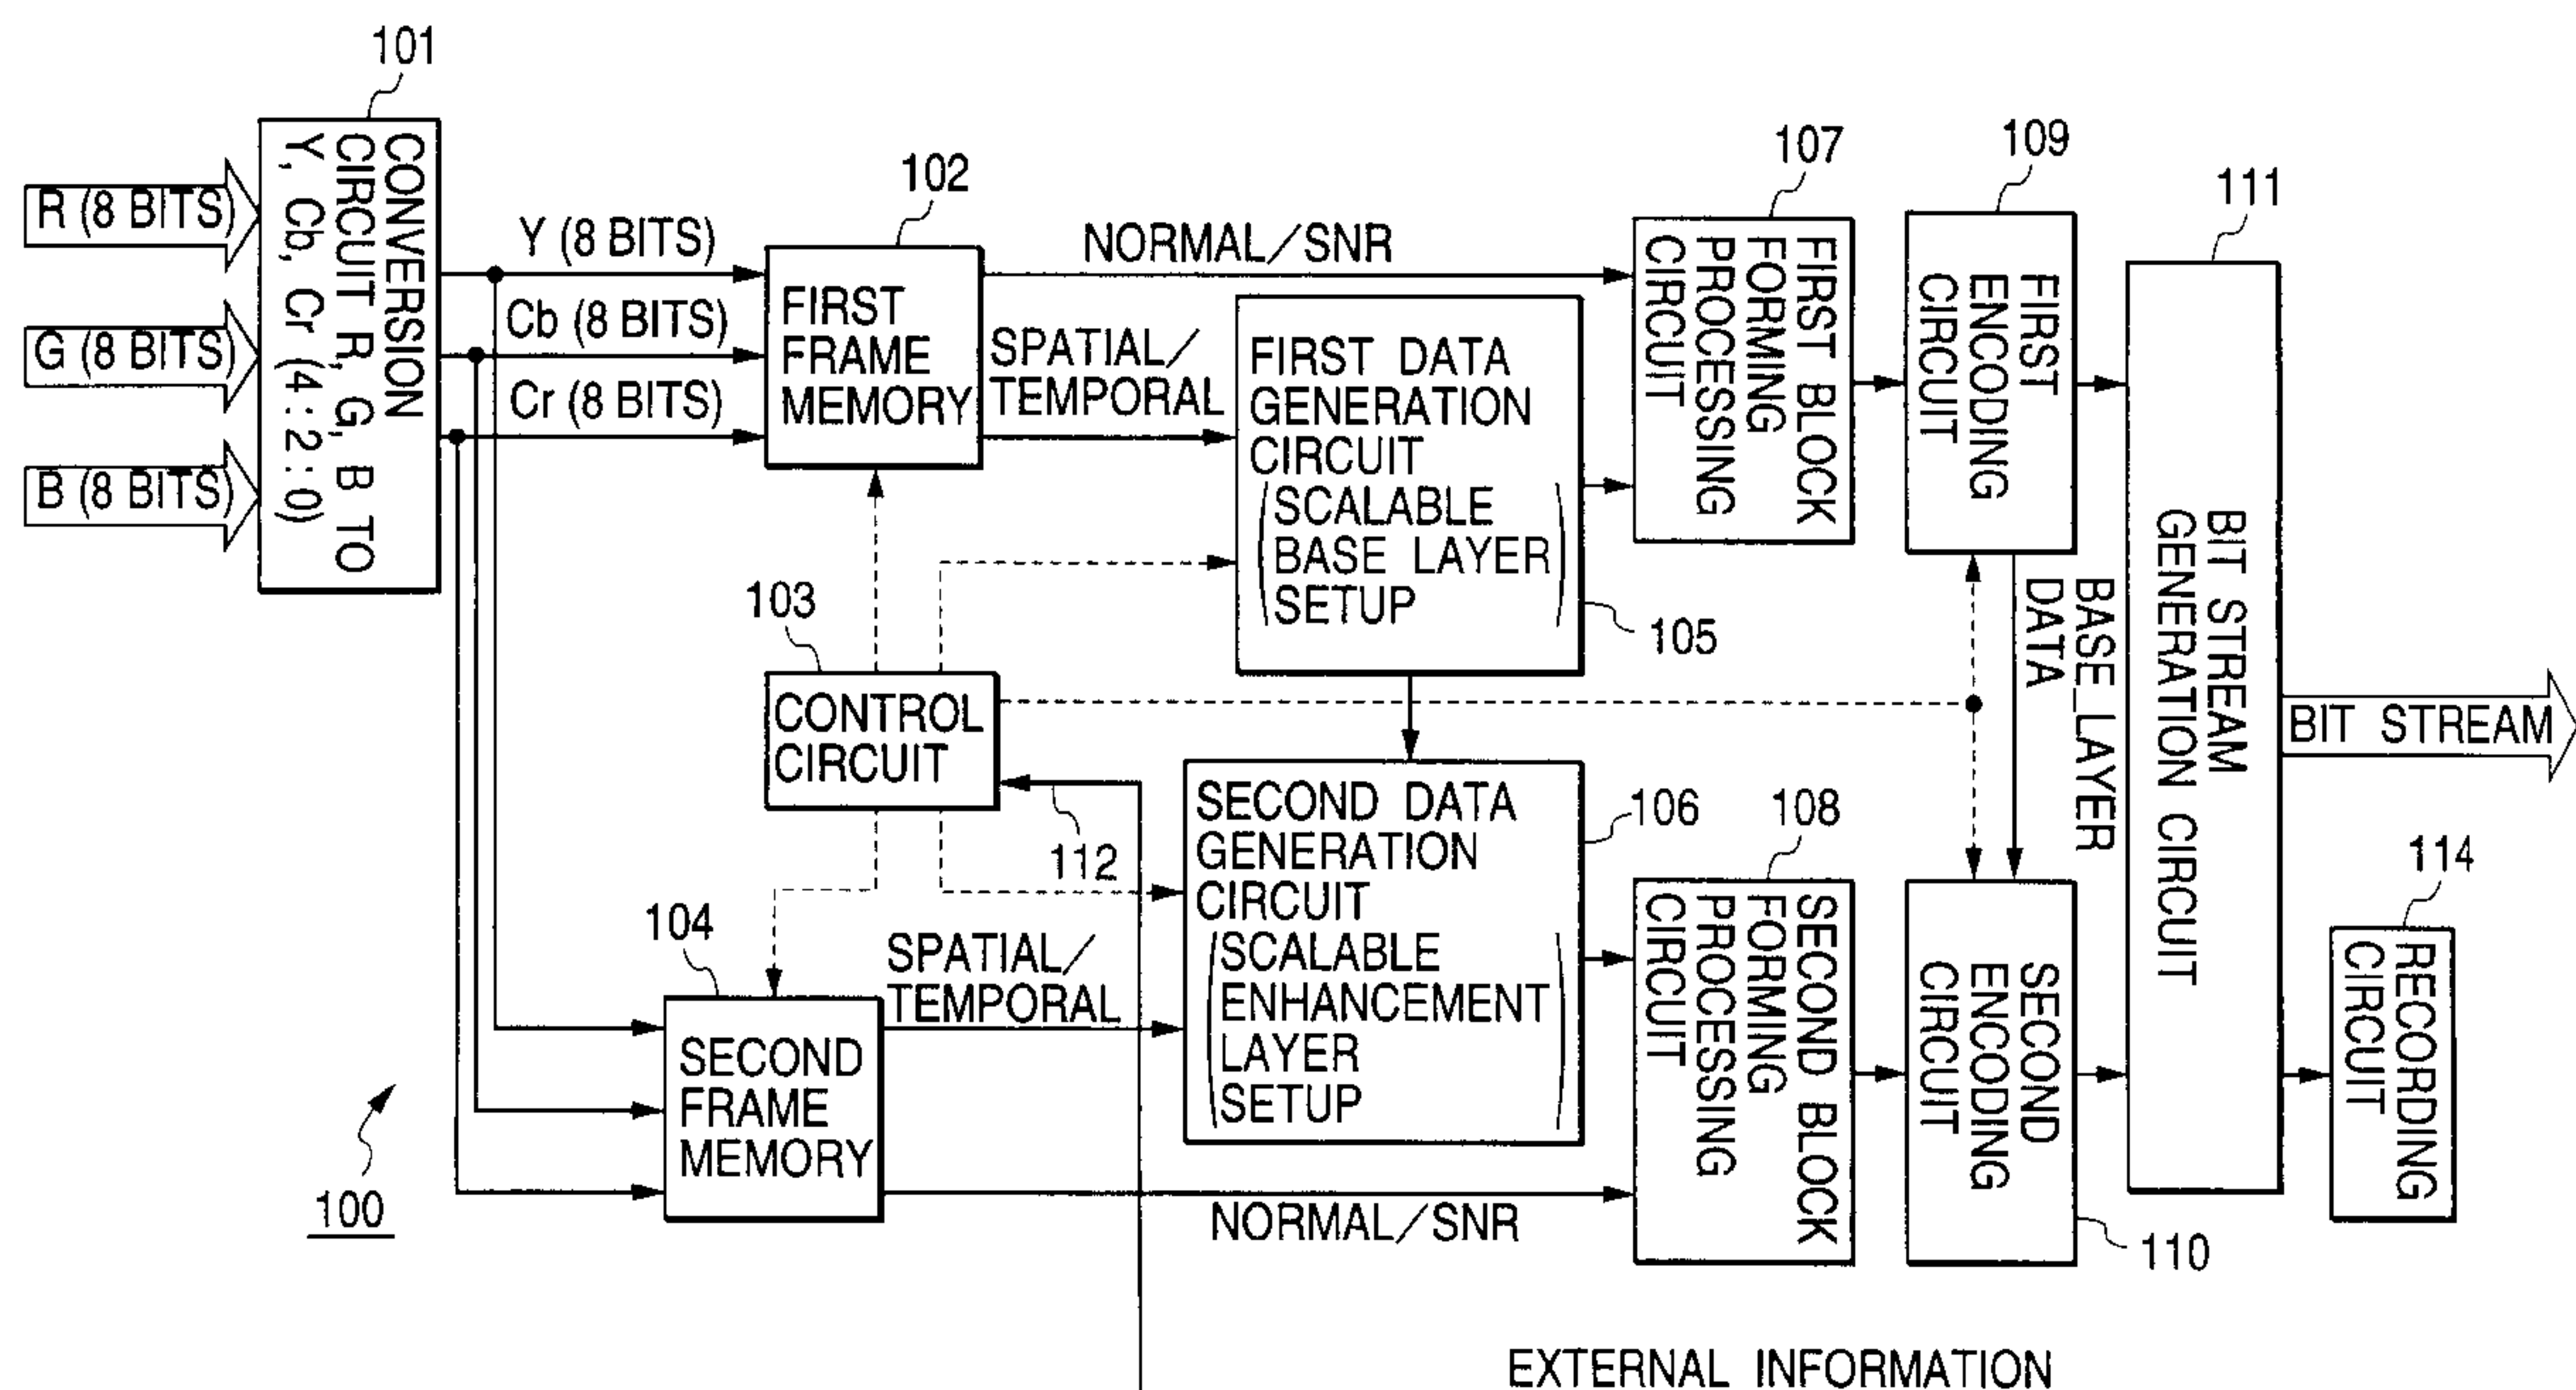 101
CONVERSION
CIRCUIT R, G, B TO
Y, Cb, Cr (4:2:0)
R (8 BITS)
G (8 BITS)
B (8 BITS)
Y (8 BITS)
Cb (8 BITS)
Cr (8 BITS)
102
FIRST
FRAME
MEMORY
NORMAL/SNR
SPATIAL/
TEMPORAL
FIRST DATA
GENERATION
CIRCUIT
(SCALABLE
BASE LAYER
SETUP)
105
107
FIRST BLOCK
FORMING
PROCESSING
CIRCUIT
109
FIRST
ENCODING
CIRCUIT
111
BIT STREAM
GENERATION CIRCUIT
BASE_LAYER
DATA
BIT STREAM
103
CONTROL
CIRCUIT
112
104
SECOND
FRAME
MEMORY
SPATIAL/
TEMPORAL
NORMAL/SNR
106
SECOND DATA
GENERATION
CIRCUIT
(SCALABLE
ENHANCEMENT
LAYER
SETUP)
108
SECOND BLOCK
FORMING
PROCESSING
CIRCUIT
SECOND
ENCODING
CIRCUIT
110
114
RECORDING
CIRCUIT
100
EXTERNAL INFORMATION